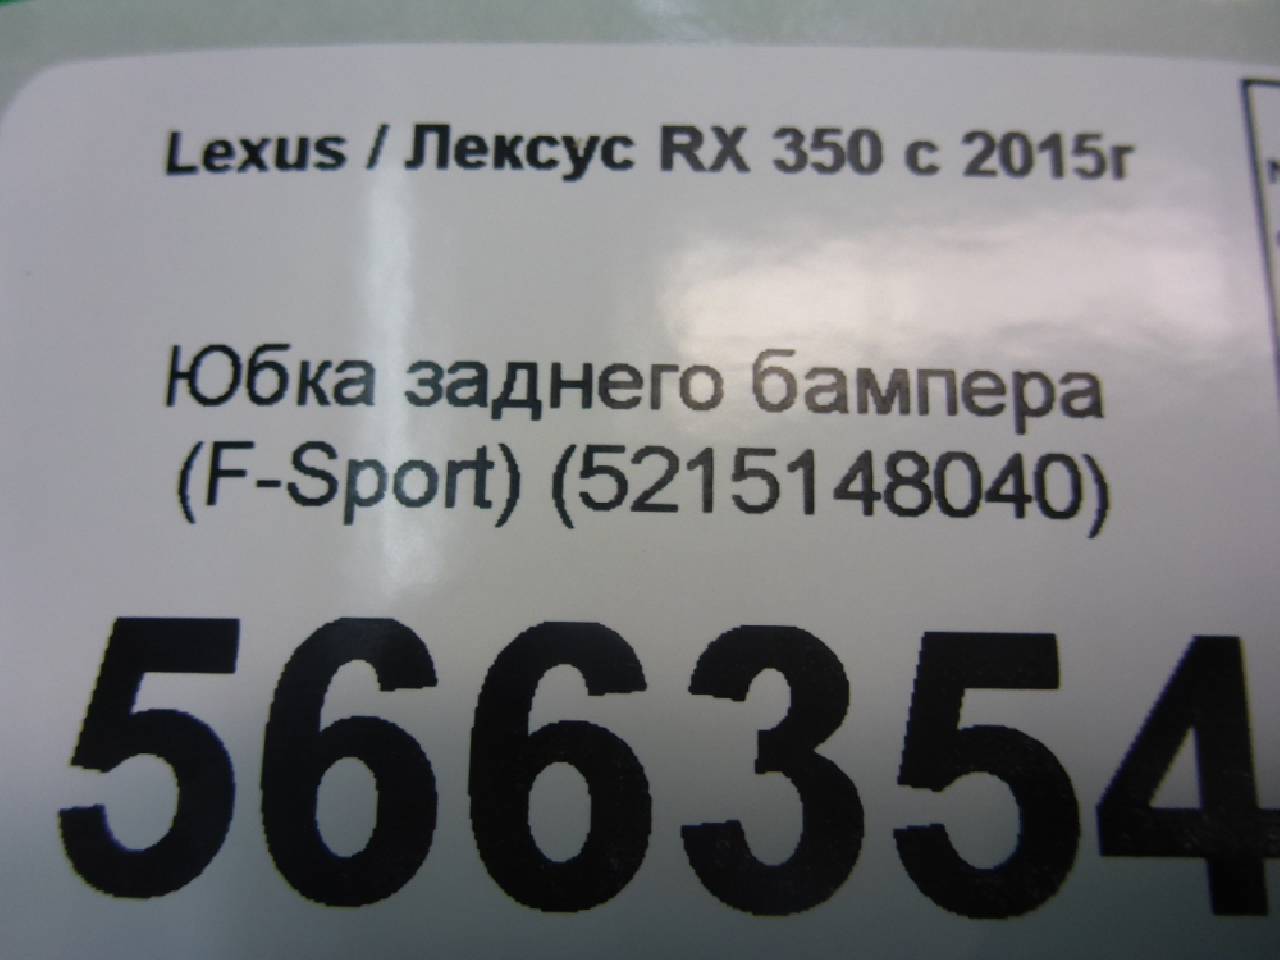 Lexus / Лексус RX 350 с 2015г
Юбка заднего бампера
(F-Sport) (5215148040)
566354